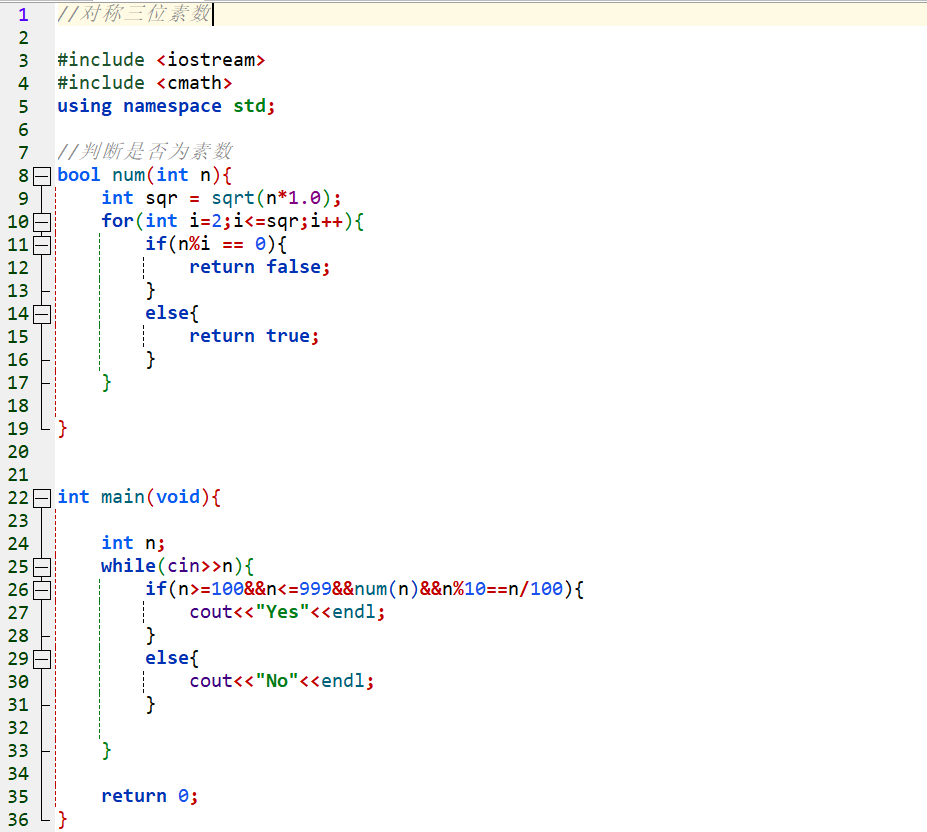 1 //对称三位素数
2
3 #include <iostream>
4 #include <cmath>
5 using namespace std;
6
7 //判断是否为素数
8 bool num(int n){
9     int sqr = sqrt(n*1.0);
10     for(int i=2;i<=sqr;i++){
11         if(n%i == 0){
12             return false;
13         }
14         else{
15             return true;
16         }
17     }
18
19 }
20
21
22 int main(void){
23
24     int n;
25     while(cin>>n){
26         if(n>=100&&n<=999&&num(n)&&n%10==n/100){
27             cout<<"Yes"<<endl;
28         }
29         else{
30             cout<<"No"<<endl;
31         }
32
33     }
34
35     return 0;
36 }